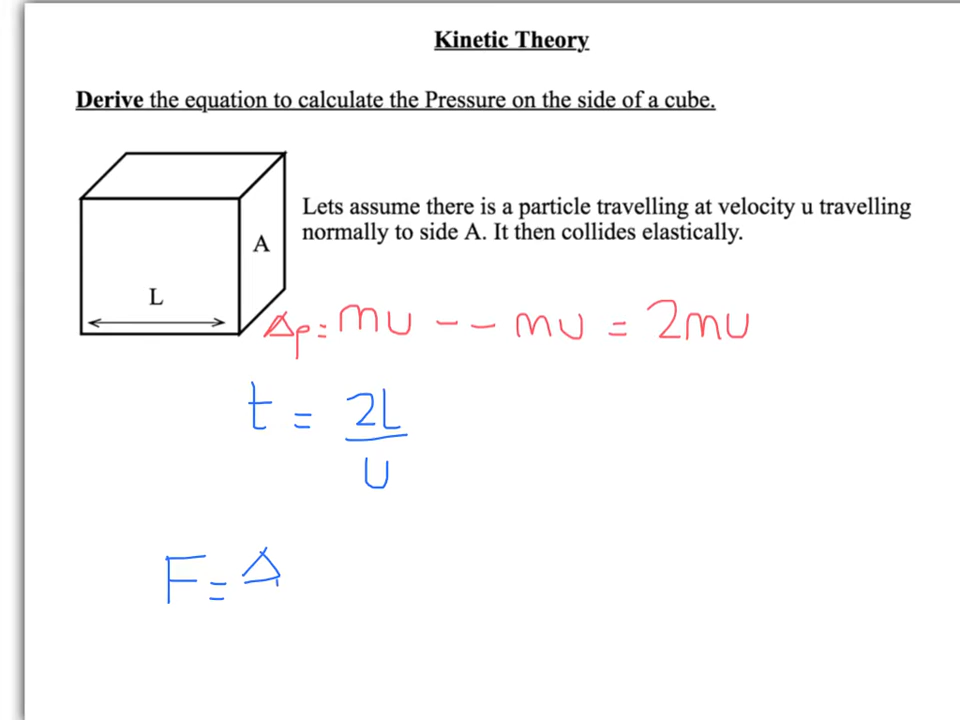 Kinetic Theory
Derive the equation to calculate the Pressure on the side of a cube.
Lets assume there is a particle travelling at velocity u travelling
normally to side A. It then collides elastically.
A
L
Δp = mu - - mu = 2mu
t = 2L
u
F = Δ